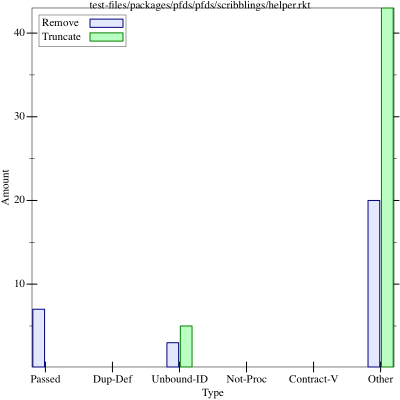 test-files/packages/pfds/pfds/scribblings/helper.rkt
Remove
Truncate
40
30
20
10
Amount
Passed Dup-Def Unbound-ID Not-Proc Contract-V Other
Type